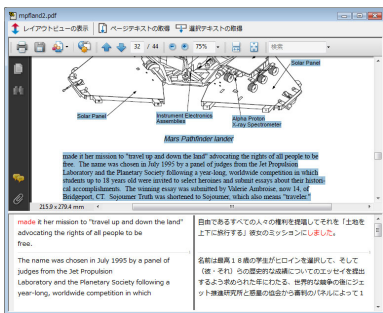 mpfland2.pdf
レイアウトビューの表示 ページテキストの取得 選択テキストの取得
32 / 44 75% 検索
Solar Panel
Solar Panel
Instrument Electronics
Assemblies
Alpha Proton
X-ray Spectrometer
Mars Pathfinder lander
made it her mission to "travel up and down the land" advocating the rights of all people to be
free. The name was chosen in 1995 by a panel of judges from the Jet Propulsion
Laboratory and the Planetary Society following a year-long, worldwide competition in which
students up to 18 years old were invited to select heroines and submit essays about their histori-
cal accomplishments. The winning essay was submitted by Valerie Ambroise, now 14, of
Bridgeport, CT. Sojourner Truth was shortened to Sojourner, which also means "traveler."
215.9 x 279.4 mm
made it her mission to "travel up and down the land"
advocating the rights of all people to be
free.
The name was chosen in 1995 by a panel of
judges from the Jet Propulsion
Laboratory and the Planetary Society following a
year-long, worldwide competition in which
自由であるすべての人々の権利を提唱してそれを「土地を
上下に旅行する」彼女のミッションにしました。
名前は最高１８歳の学生がヒロインを選択して、そして
（彼・それ）らの歴史的な成績についてのエッセイを提出
するよう求められた年にわたる、世界的な競争の後にジェ
ット推進研究所と惑星の協会から審判のパネルによって１